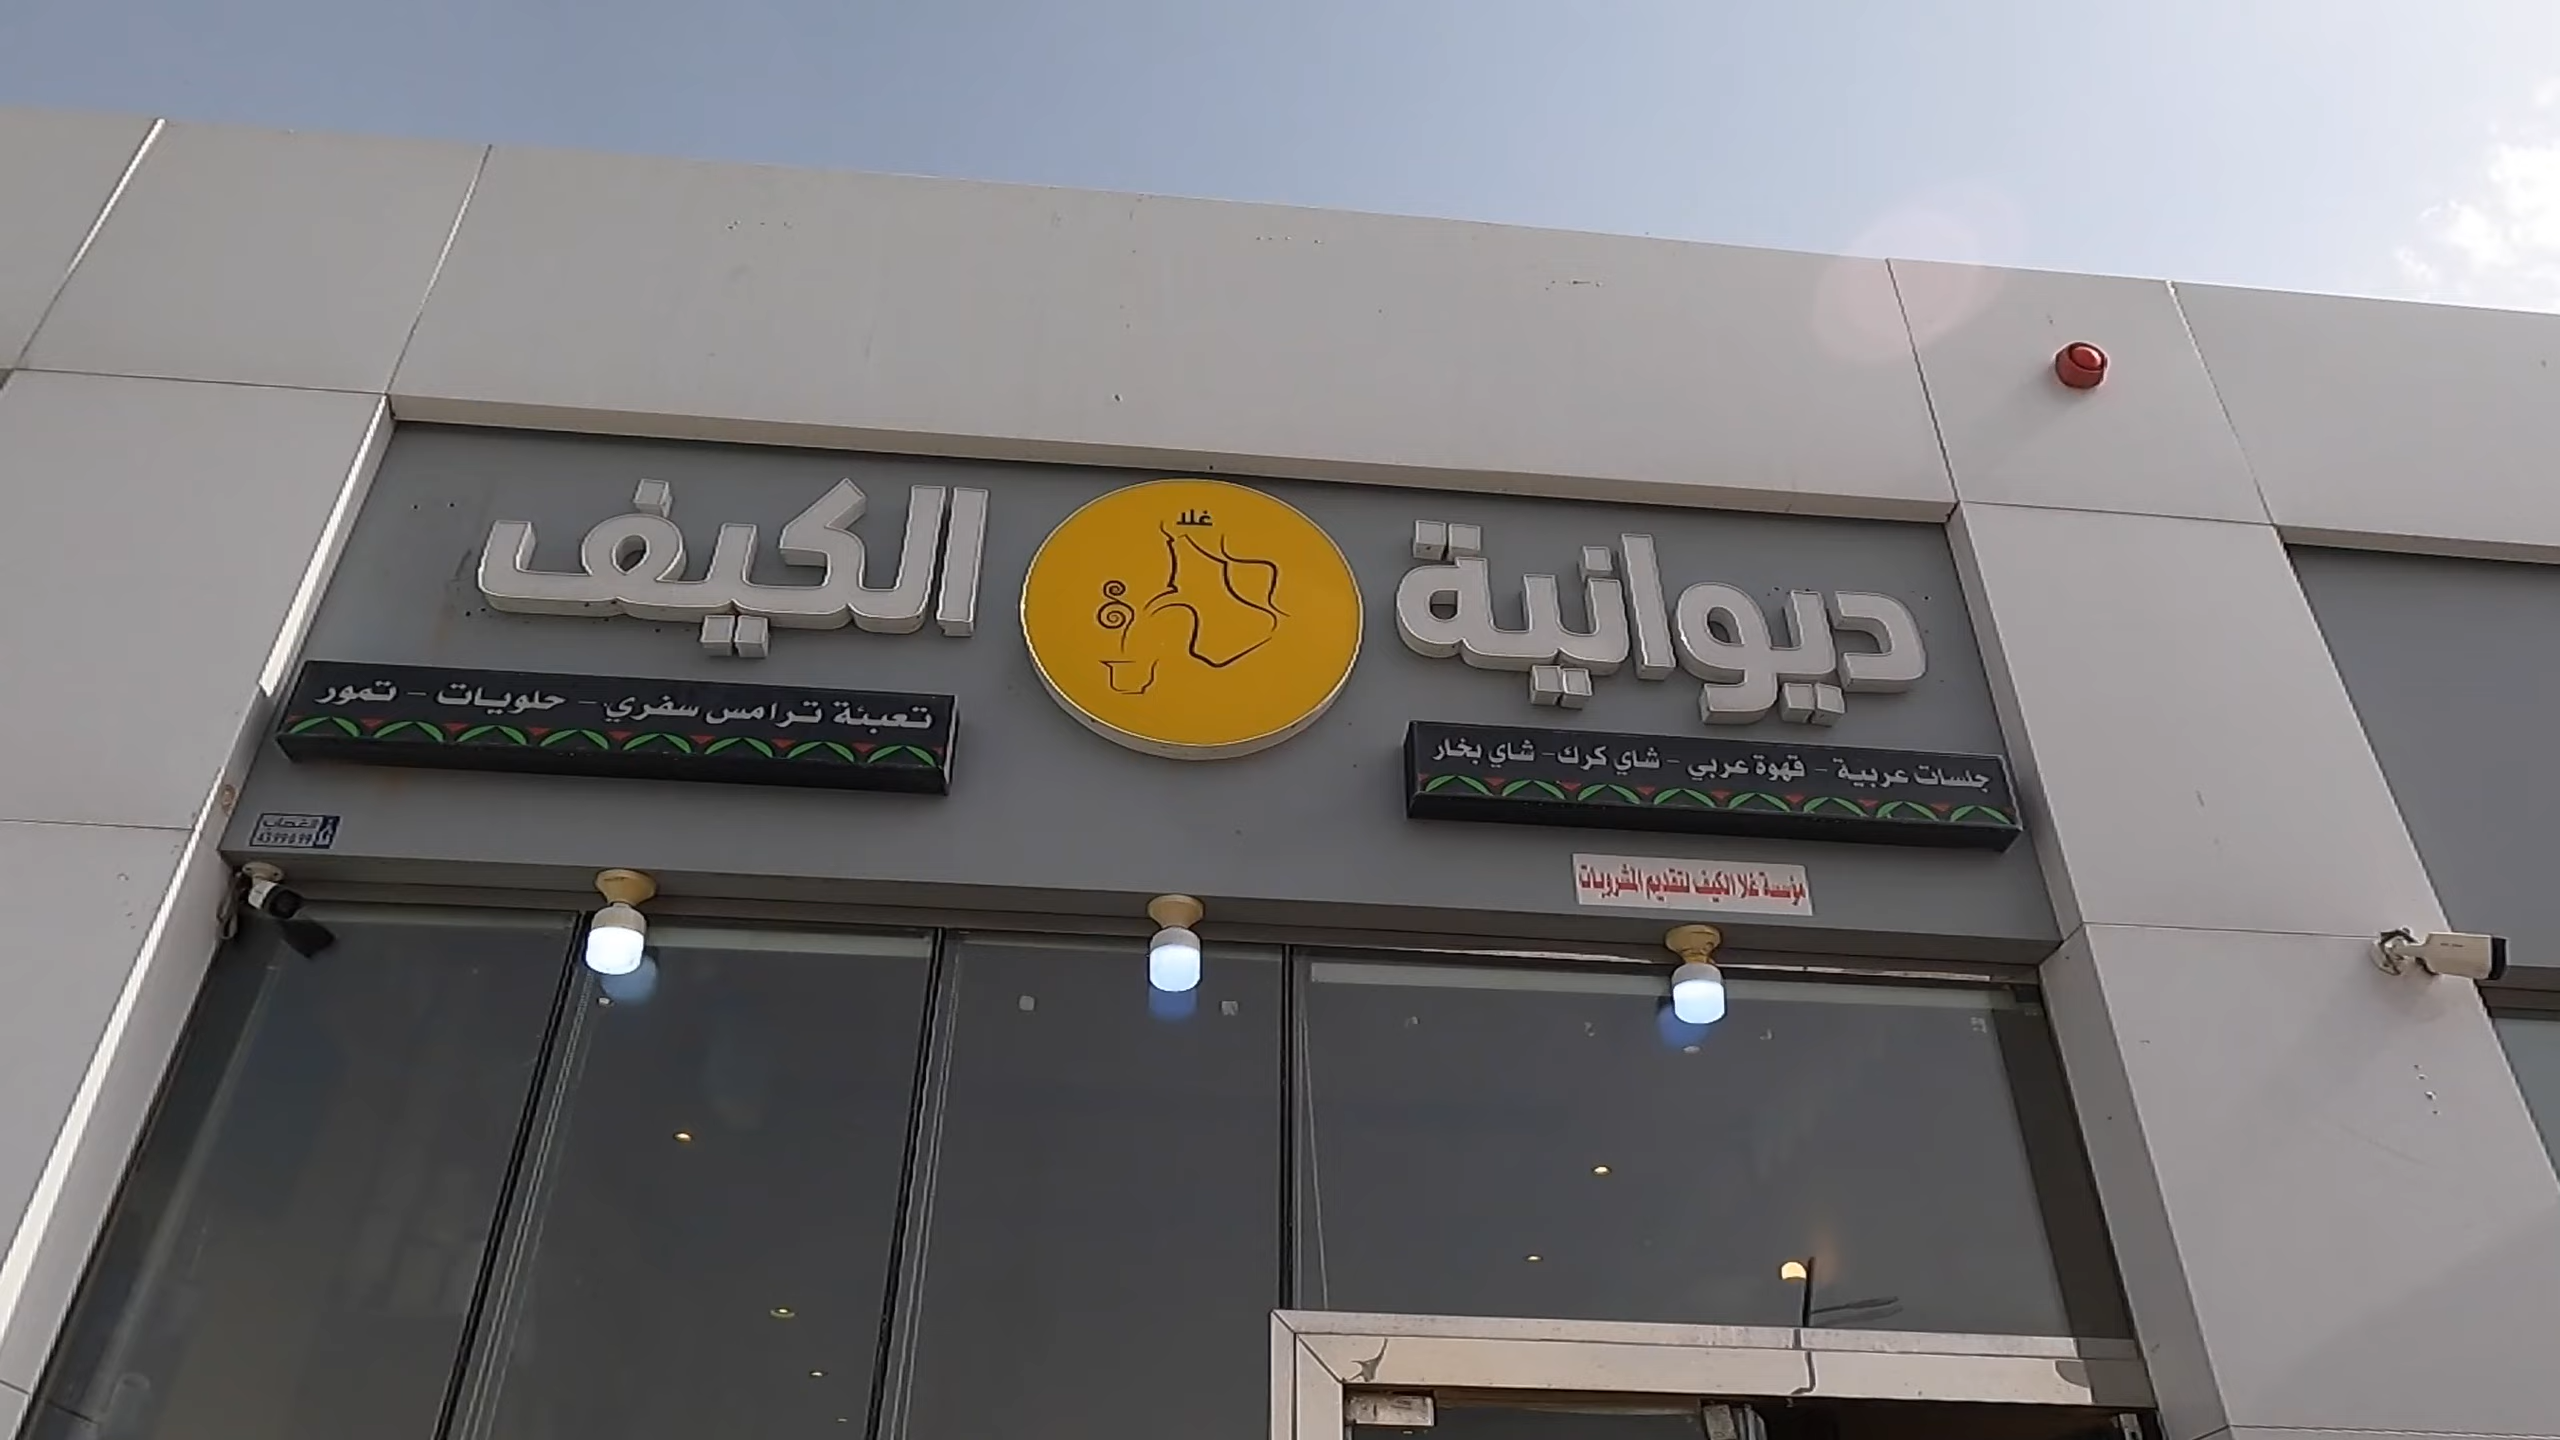 ديوانية الكيف
غلا
جلسات عربية - قهوة عربي - شاي كرك - شاي بخار
تعبئة ترامس سفري - حلويات - تمور
مؤسسة غلا الكيف لتقديم المشروبات